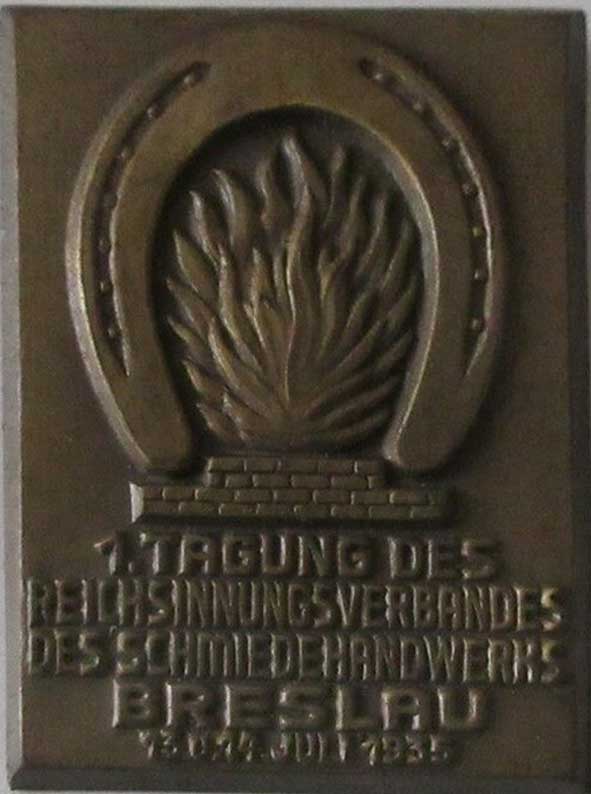 1. TAGUNG DES
REICHSINNUNGSVERBANDES
DES SCHMIEDEHANDWERKS
BRESLAU
13 U. 14. JULI 1935